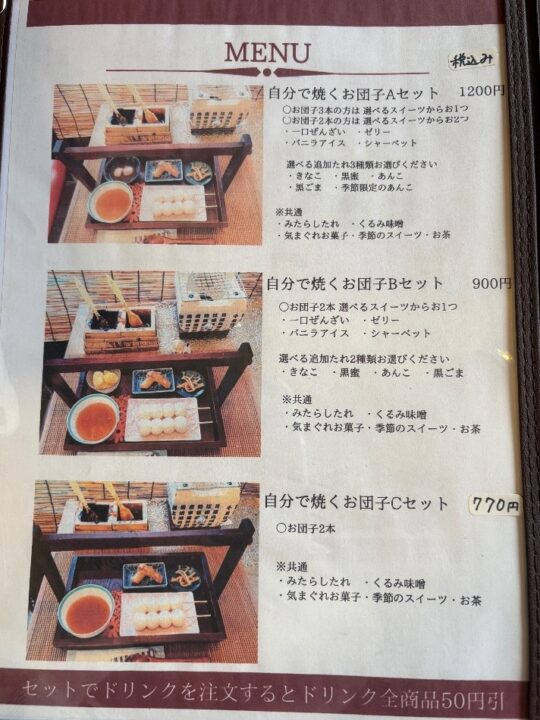 MENU
税込み
自分で焼くお団子Aセット 1200円
〇お団子3本の方は 選べるスイーツからお1つ
〇お団子2本の方は 選べるスイーツからお2つ
・一口ぜんざい ・ゼリー
・バニラアイス ・シャーベット
選べる追加たれ3種類お選びください
・きなこ ・黒蜜 ・あんこ
・黒ごま ・季節限定のあんこ
※共通
・みたらしたれ ・くるみ味噌
・気まぐれお菓子・季節のスイーツ・お茶
自分で焼くお団子Bセット 900円
〇お団子2本 選べるスイーツからお1つ
・一口ぜんざい ・ゼリー
・バニラアイス ・シャーベット
選べる追加たれ2種類お選びください
・きなこ ・黒蜜 ・あんこ ・黒ごま
※共通
・みたらしたれ ・くるみ味噌
・気まぐれお菓子・季節のスイーツ・お茶
自分で焼くお団子Cセット 770円
〇お団子2本
※共通
・みたらしたれ ・くるみ味噌
・気まぐれお菓子・季節のスイーツ・お茶
セットでドリンクを注文するとドリンク全商品50円引